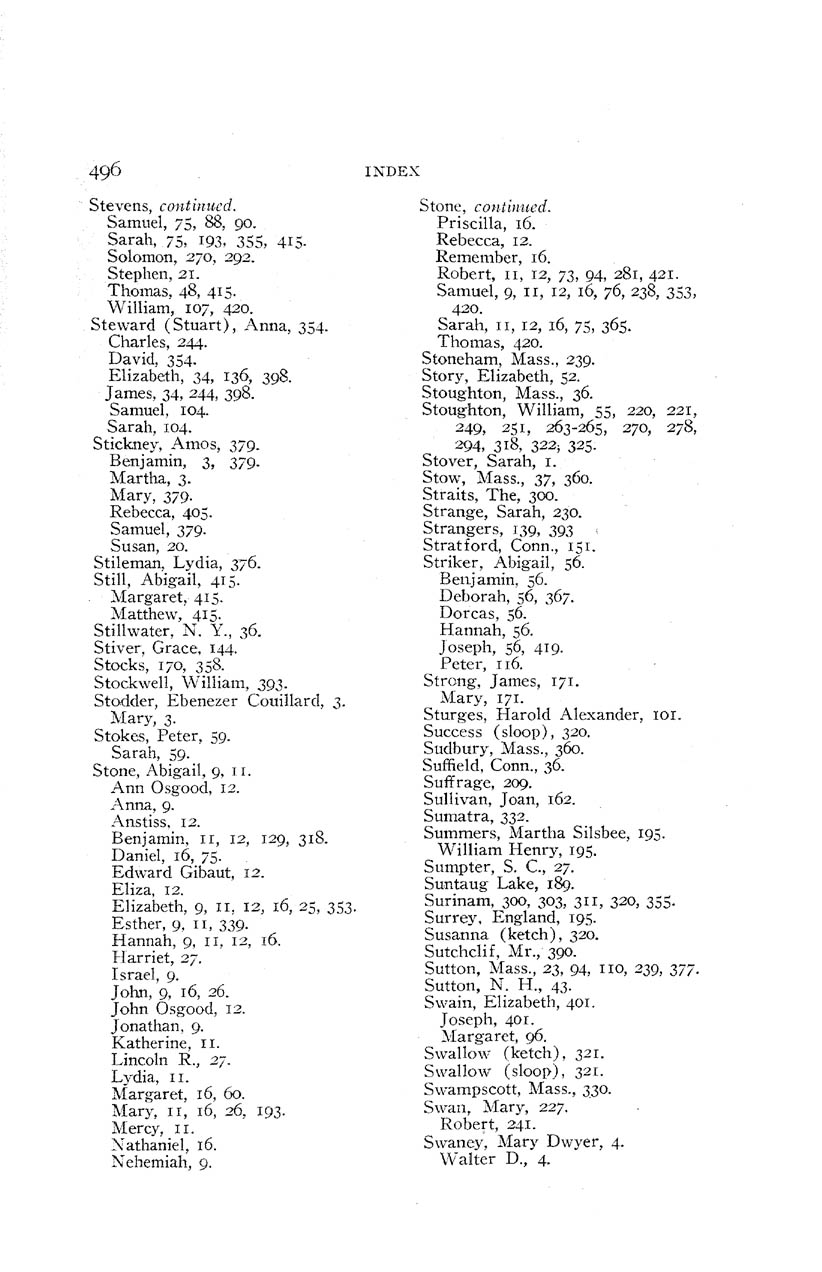 496 INDEX
Stevens, continued.
Samuel, 75, 88, 90.
Sarah, 75, 193, 355, 415.
Solomon, 270, 292.
Stephen, 21.
Thomas, 48, 415.
William, 107, 420.
Steward (Stuart), Anna, 354.
Charles, 244.
David, 354.
Elizabeth, 34, 136, 398.
James, 34, 244, 398.
Samuel, 104.
Sarah, 104.
Stickney, Amos, 379.
Benjamin, 3, 379.
Martha, 3.
Mary, 379.
Rebecca, 405.
Samuel, 379.
Susan, 20.
Stileman, Lydia, 376.
Still, Abigail, 415.
Margaret, 415.
Matthew, 415.
Stillwater, N. Y., 36.
Stiver, Grace, 144.
Stocks, 170, 358.
Stockwell, William, 393.
Stodder, Ebenezer Couillard, 3.
Mary, 3.
Stokes, Peter, 59.
Sarah, 59.
Stone, Abigail, 9, 11.
Ann Osgood, 12.
Anna, 9.
Anstiss, 12.
Benjamin, 11, 12, 129, 318.
Daniel, 16, 75.
Edward Gibaut, 12.
Eliza, 12.
Elizabeth, 9, 11, 12, 16, 25, 353.
Esther, 9, 11, 339.
Hannah, 9, 11, 12, 16.
Harriet, 27.
Israel, 9.
John, 9, 16, 26.
John Osgood, 12.
Jonathan, 9.
Katherine, 11.
Lincoln R., 27.
Lydia, 11.
Margaret, 16, 60.
Mary, 11, 16, 26, 193.
Mercy, 11.
Nathaniel, 16.
Nehemiah, 9.
Stone, continued.
Priscilla, 16.
Rebecca, 12.
Remember, 16.
Robert, 11, 12, 73, 94, 281, 421.
Samuel, 9, 11, 12, 16, 76, 238, 353,
420.
Sarah, 11, 12, 16, 75, 365.
Thomas, 420.
Stoneham, Mass., 239.
Story, Elizabeth, 52.
Stoughton, Mass., 36.
Stoughton, William, 55, 220, 221,
249, 251, 263-265, 270, 278,
294, 318, 322, 325.
Stover, Sarah, 1.
Stow, Mass., 37, 360.
Straits, The, 300.
Strange, Sarah, 230.
Strangers, 139, 393
Stratford, Conn., 151.
Striker, Abigail, 56.
Benjamin, 56.
Deborah, 56, 367.
Dorcas, 56.
Hannah, 56.
Joseph, 56, 419.
Peter, 116.
Strong, James, 171.
Mary, 171.
Sturges, Harold Alexander, 101.
Success (sloop), 320.
Sudbury, Mass., 360.
Suffield, Conn., 36.
Suffrage, 209.
Sullivan, Joan, 162.
Sumatra, 332.
Summers, Martha Silsbee, 195.
William Henry, 195.
Sumpter, S. C., 27.
Suntaug Lake, 189.
Surinam, 300, 303, 311, 320, 355.
Surrey, England, 195.
Susanna (ketch), 320.
Sutchclif, Mr., 390.
Sutton, Mass., 23, 94, 110, 239, 377.
Sutton, N. H., 43.
Swain, Elizabeth, 401.
Joseph, 401.
Margaret, 96.
Swallow (ketch), 321.
Swallow (sloop), 321.
Swampscott, Mass., 330.
Swan, Mary, 227.
Robert, 241.
Swaney, Mary Dwyer, 4.
Walter D., 4.